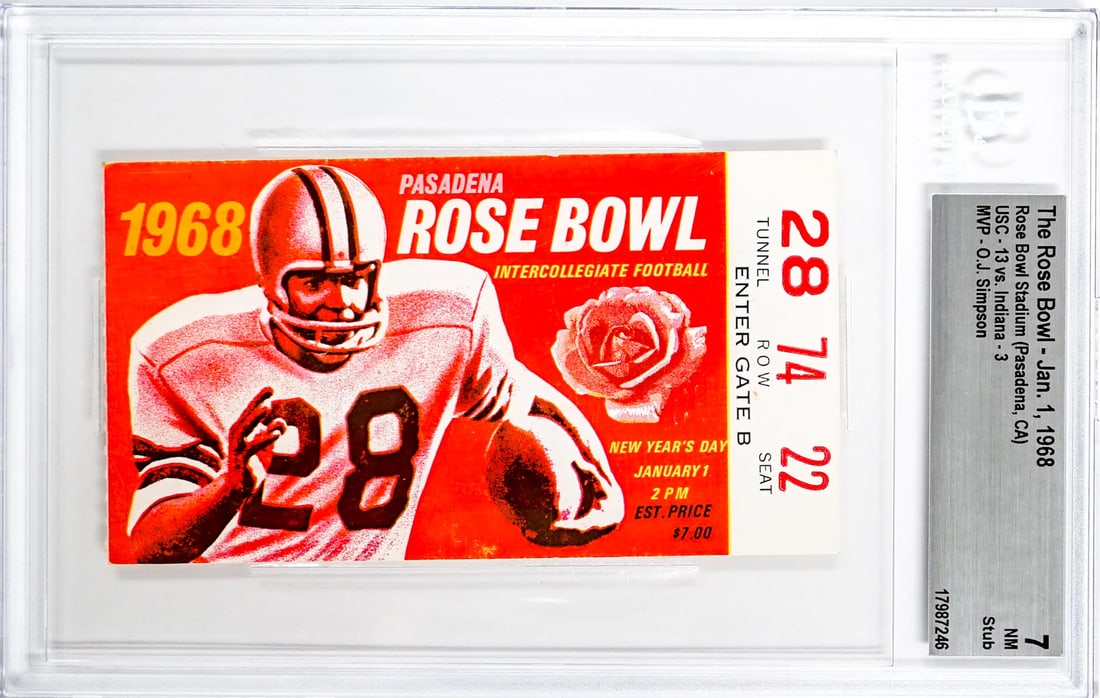 1968
PASADENA
ROSE BOWL
INTERCOLLEGIATE FOOTBALL
28
NEW YEAR'S DAY
JANUARY 1
2 PM
EST. PRICE
$7.00
28 74 22
TUNNEL ROW SEAT
ENTER GATE B
The Rose Bowl - Jan. 1, 1968
Rose Bowl Stadium (Pasadena, CA)
USC - 13 vs. Indiana - 3
MVP - O.J. Simpson
7
NM
Stub
17987246